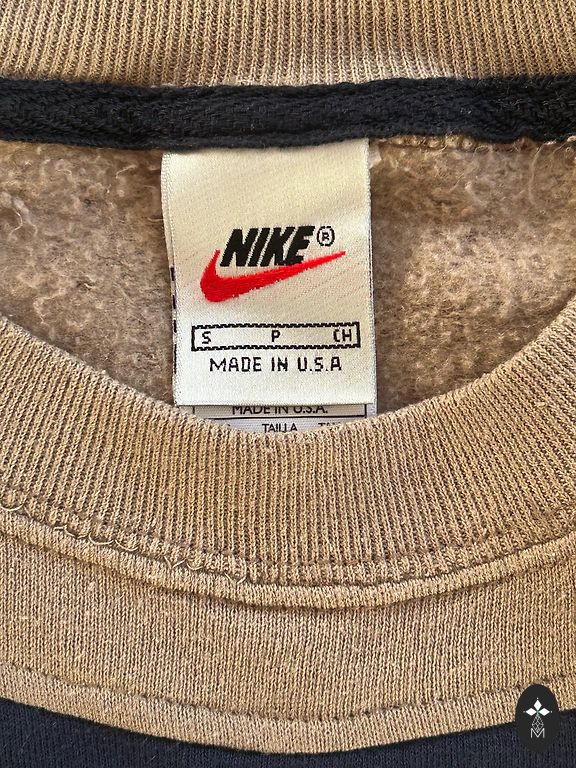 NIKE®
S P CH
MADE IN U.S.A
MADE IN U.S.A.
TAILLA